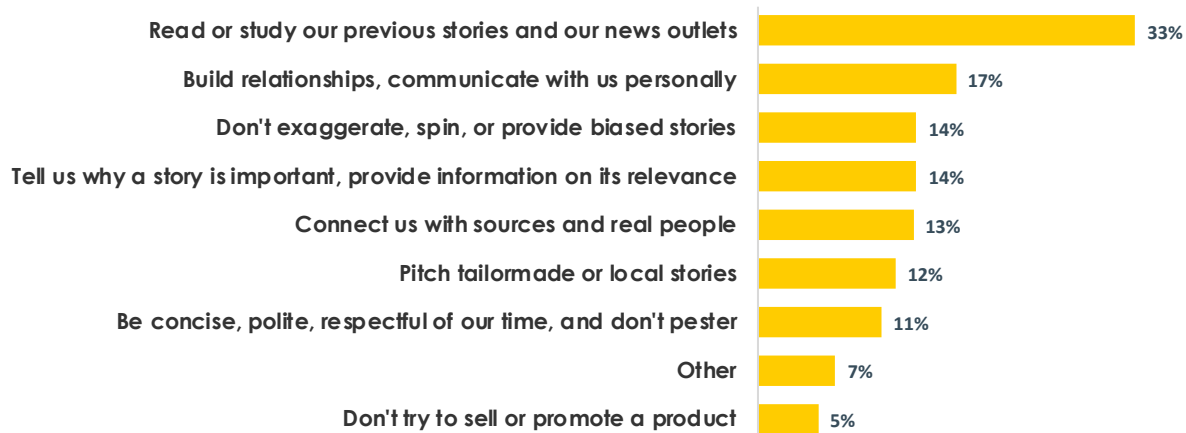 Read or study our previous stories and our news outlets 33%
Build relationships, communicate with us personally 17%
Don't exaggerate, spin, or provide biased stories 14%
Tell us why a story is important, provide information on its relevance 14%
Connect us with sources and real people 13%
Pitch tailormade or local stories 12%
Be concise, polite, respectful of our time, and don't pester 11%
Other 7%
Don't try to sell or promote a product 5%